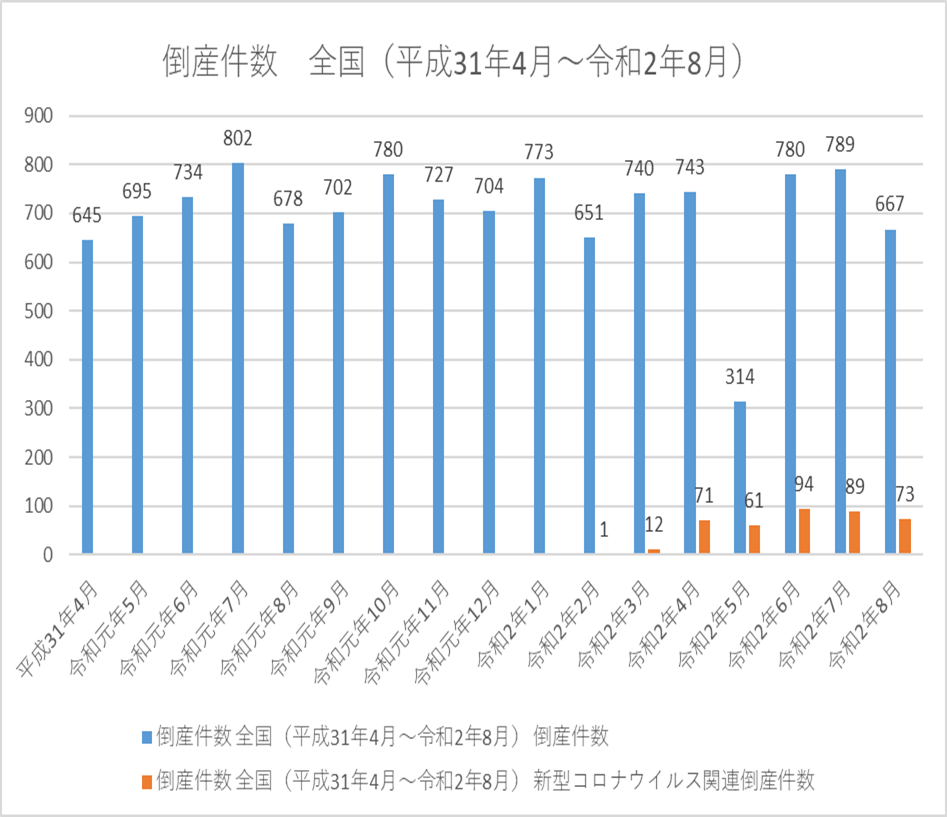 倒産件数　全国（平成31年4月～令和2年8月）
900
800
700
600
500
400
300
200
100
0
645
695
734
802
678
702
780
727
704
773
651
740
743
314
780
789
667
1
12
71
61
94
89
73
平成31年4月
令和元年5月
令和元年6月
令和元年7月
令和元年8月
令和元年9月
令和元年10月
令和元年11月
令和元年12月
令和2年1月
令和2年2月
令和2年3月
令和2年4月
令和2年5月
令和2年6月
令和2年7月
令和2年8月
倒産件数 全国（平成31年4月～令和2年8月） 倒産件数
倒産件数 全国（平成31年4月～令和2年8月） 新型コロナウイルス関連倒産件数